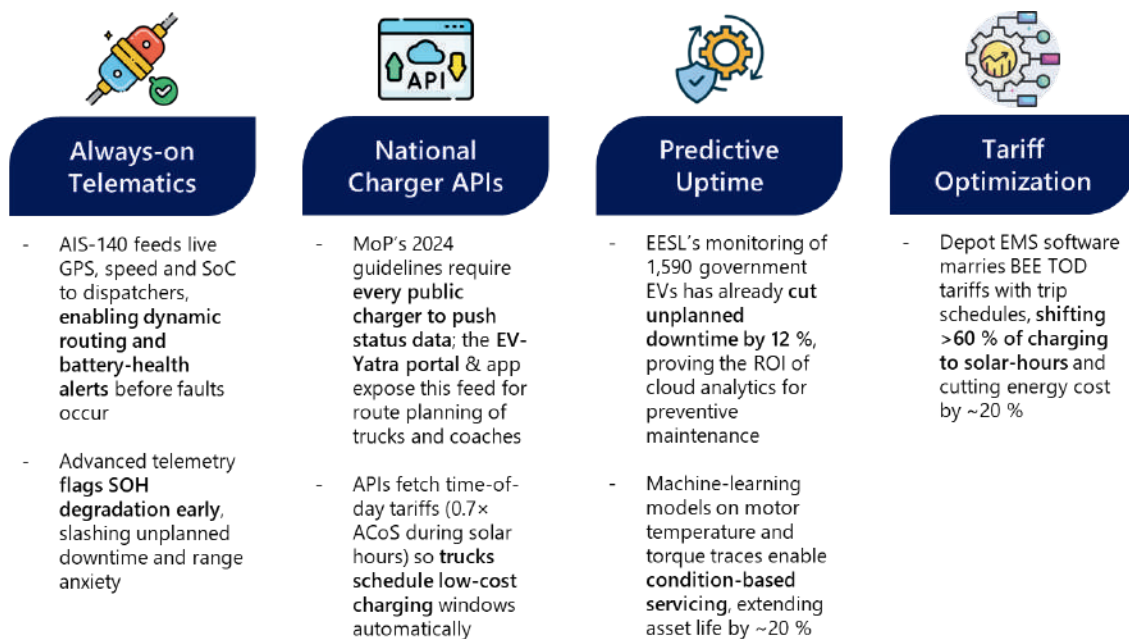 API
Always-on
Telematics
- AIS-140 feeds live
GPS, speed and SoC
to dispatchers,
enabling dynamic
routing and
battery-health
alerts before faults
occur
- Advanced telemetry
flags SOH
degradation early,
slashing unplanned
downtime and range
anxiety
National
Charger APIs
- MoP's 2024
guidelines require
every public
charger to push
status data; the EV-
Yatra portal & app
expose this feed for
route planning of
trucks and coaches
- APIs fetch time-of-
day tariffs (0.7×
ACoS during solar
hours) so trucks
schedule low-cost
charging windows
automatically
Predictive
Uptime
- EESL's monitoring of
1,590 government
EVs has already cut
unplanned
downtime by 12 %,
proving the ROI of
cloud analytics for
preventive
maintenance
- Machine-learning
models on motor
temperature and
torque traces enable
condition-based
servicing, extending
asset life by ~20 %
Tariff
Optimization
- Depot EMS software
marries BEE TOD
tariffs with trip
schedules, shifting
>60 % of charging
to solar-hours and
cutting energy cost
by ~20 %